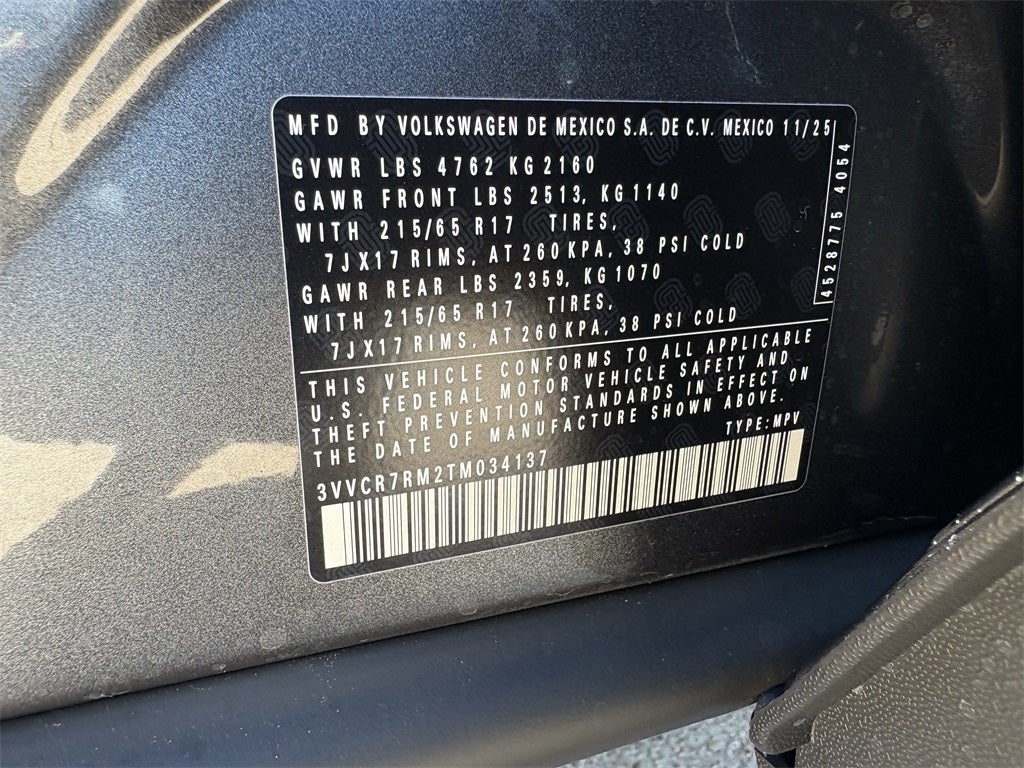 MFD BY VOLKSWAGEN DE MEXICO S.A. DE C.V. MEXICO 11/25
GVWR LBS 4762 KG 2160
GAWR FRONT LBS 2513, KG 1140
WITH 215/65 R17 TIRES,
7JX17 RIMS, AT 260 KPA, 38 PSI COLD
GAWR REAR LBS 2359, KG 1070
WITH 215/65 R17 TIRES,
7JX17 RIMS, AT 260 KPA, 38 PSI COLD
4528775 4054
THIS VEHICLE CONFORMS TO ALL APPLICABLE
U.S. FEDERAL MOTOR VEHICLE SAFETY AND
THEFT PREVENTION STANDARDS IN EFFECT ON
THE DATE OF MANUFACTURE SHOWN ABOVE.
TYPE: MPV
3VVCR7RM2TM034137